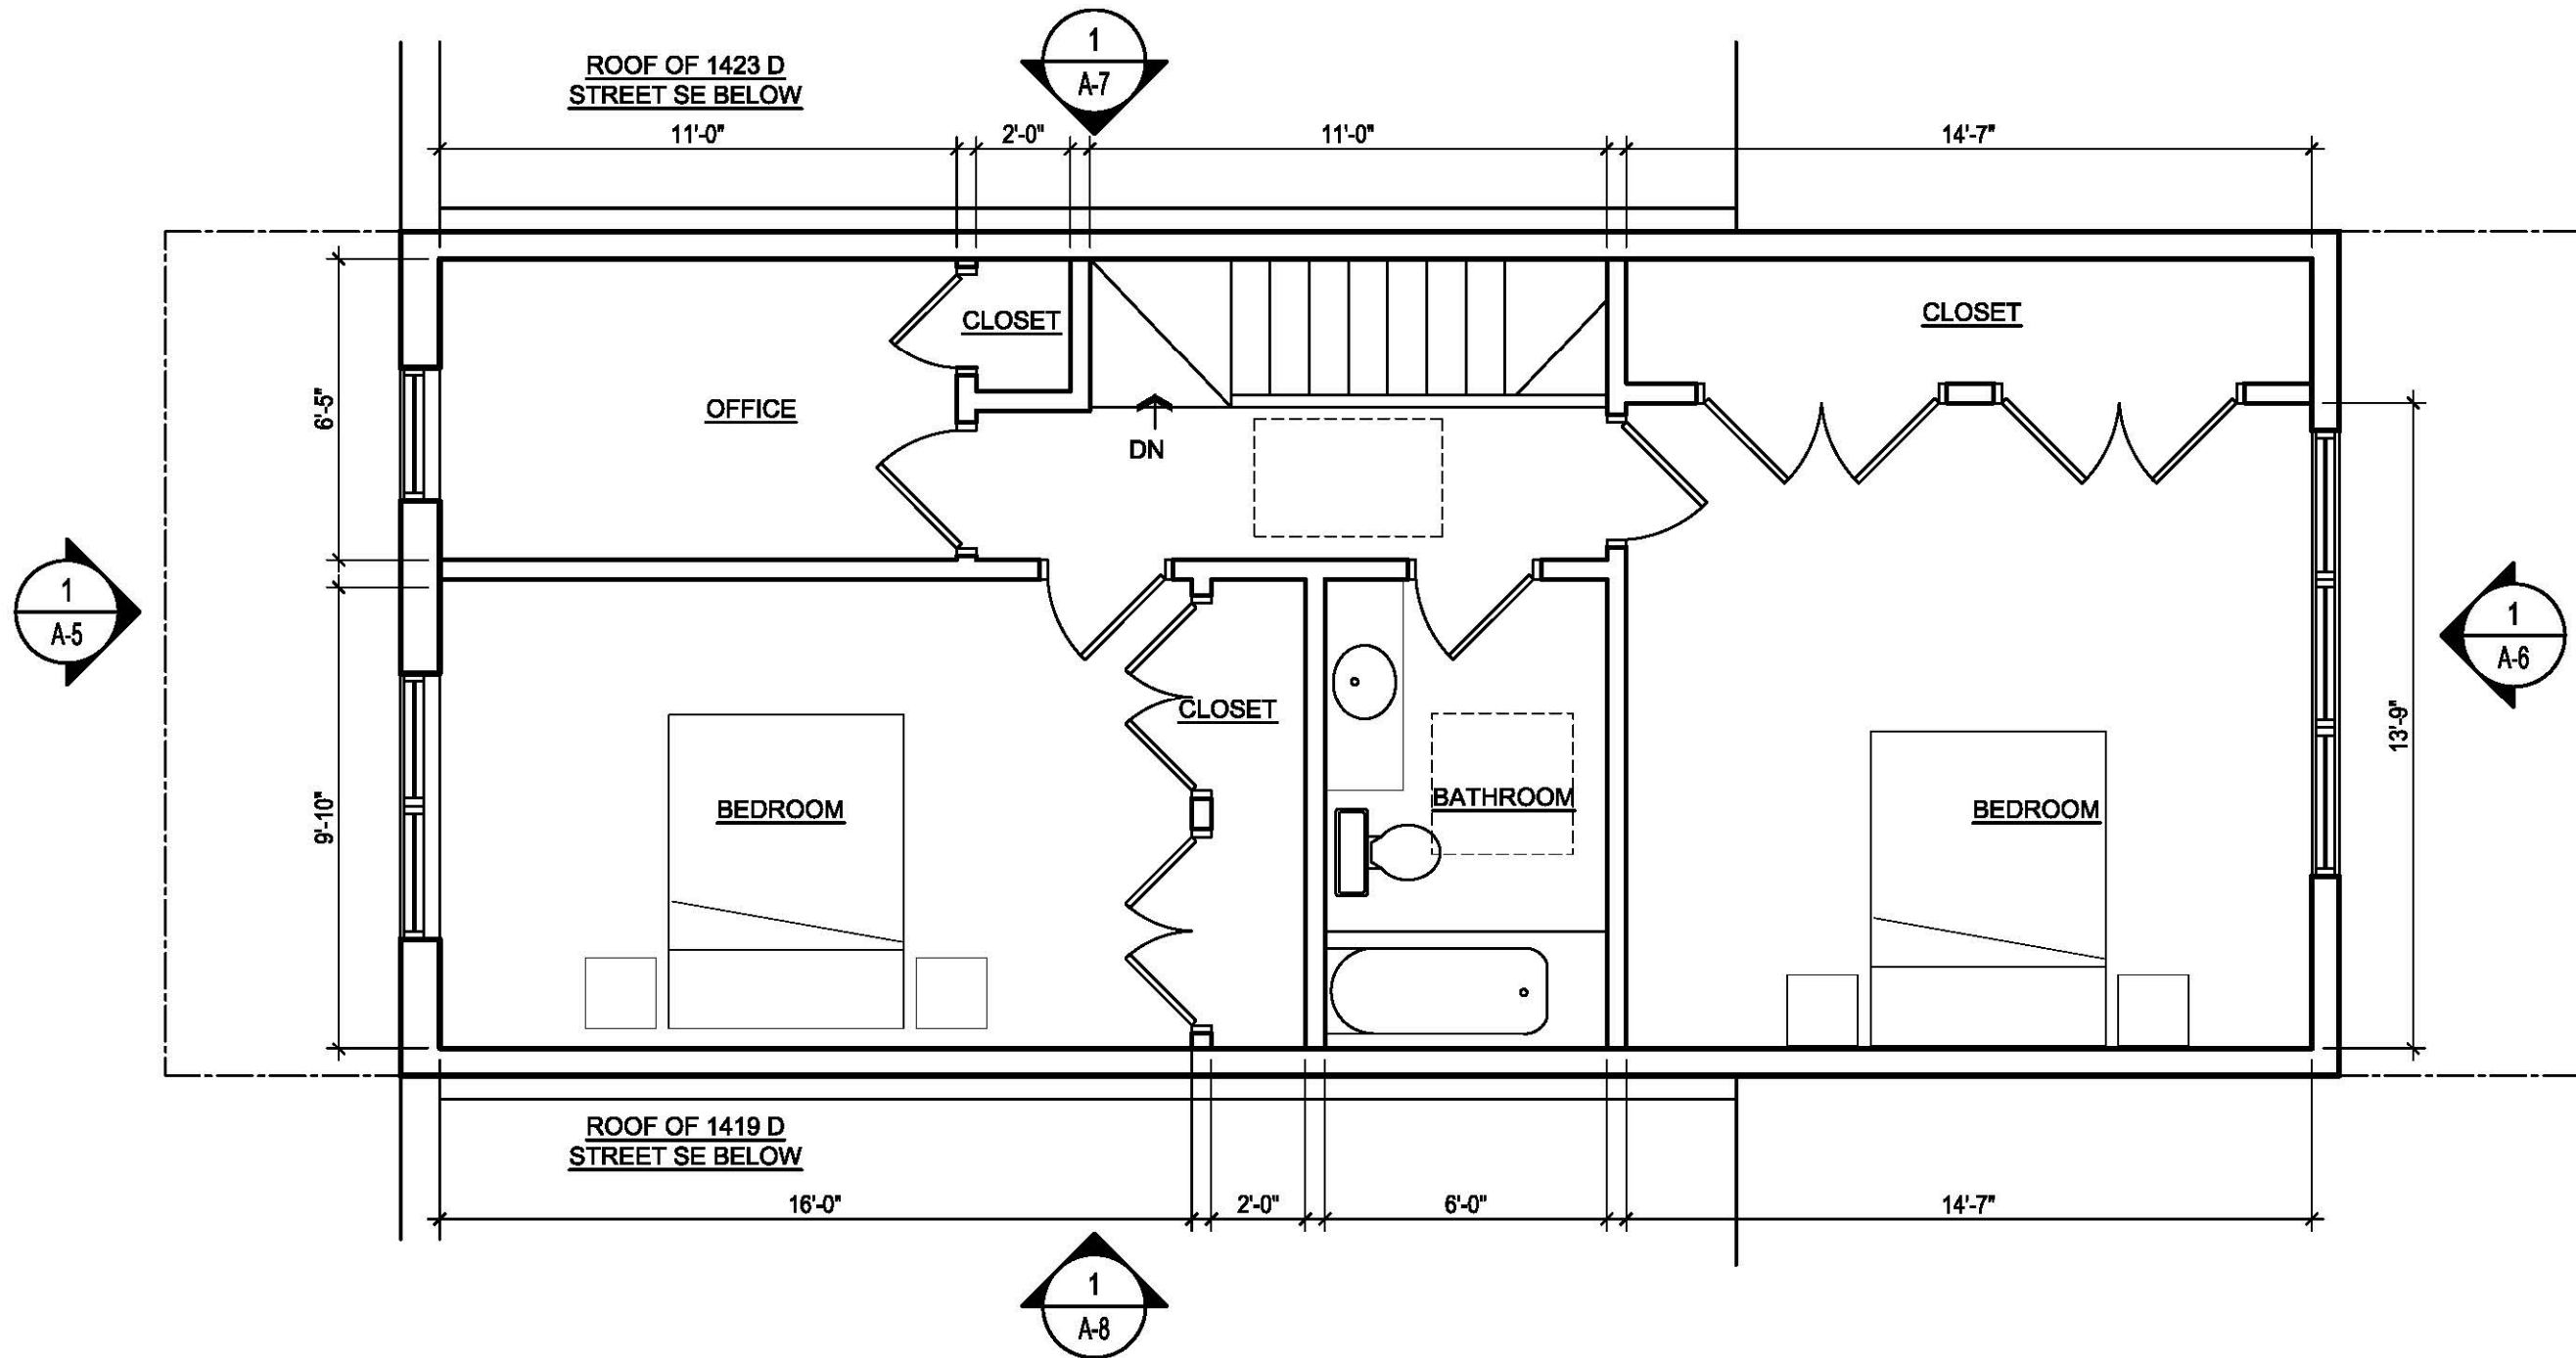 1
A-7
ROOF OF 1423 D
STREET SE BELOW
11'-0"
2'-0"
11'-0"
14'-7"
CLOSET
CLOSET
OFFICE
6'-5"
DN
1
A-5
1
A-6
CLOSET
13'-9"
BATHROOM
BEDROOM
BEDROOM
9'-10"
ROOF OF 1419 D
STREET SE BELOW
16'-0"
2'-0"
6'-0"
14'-7"
1
A-8